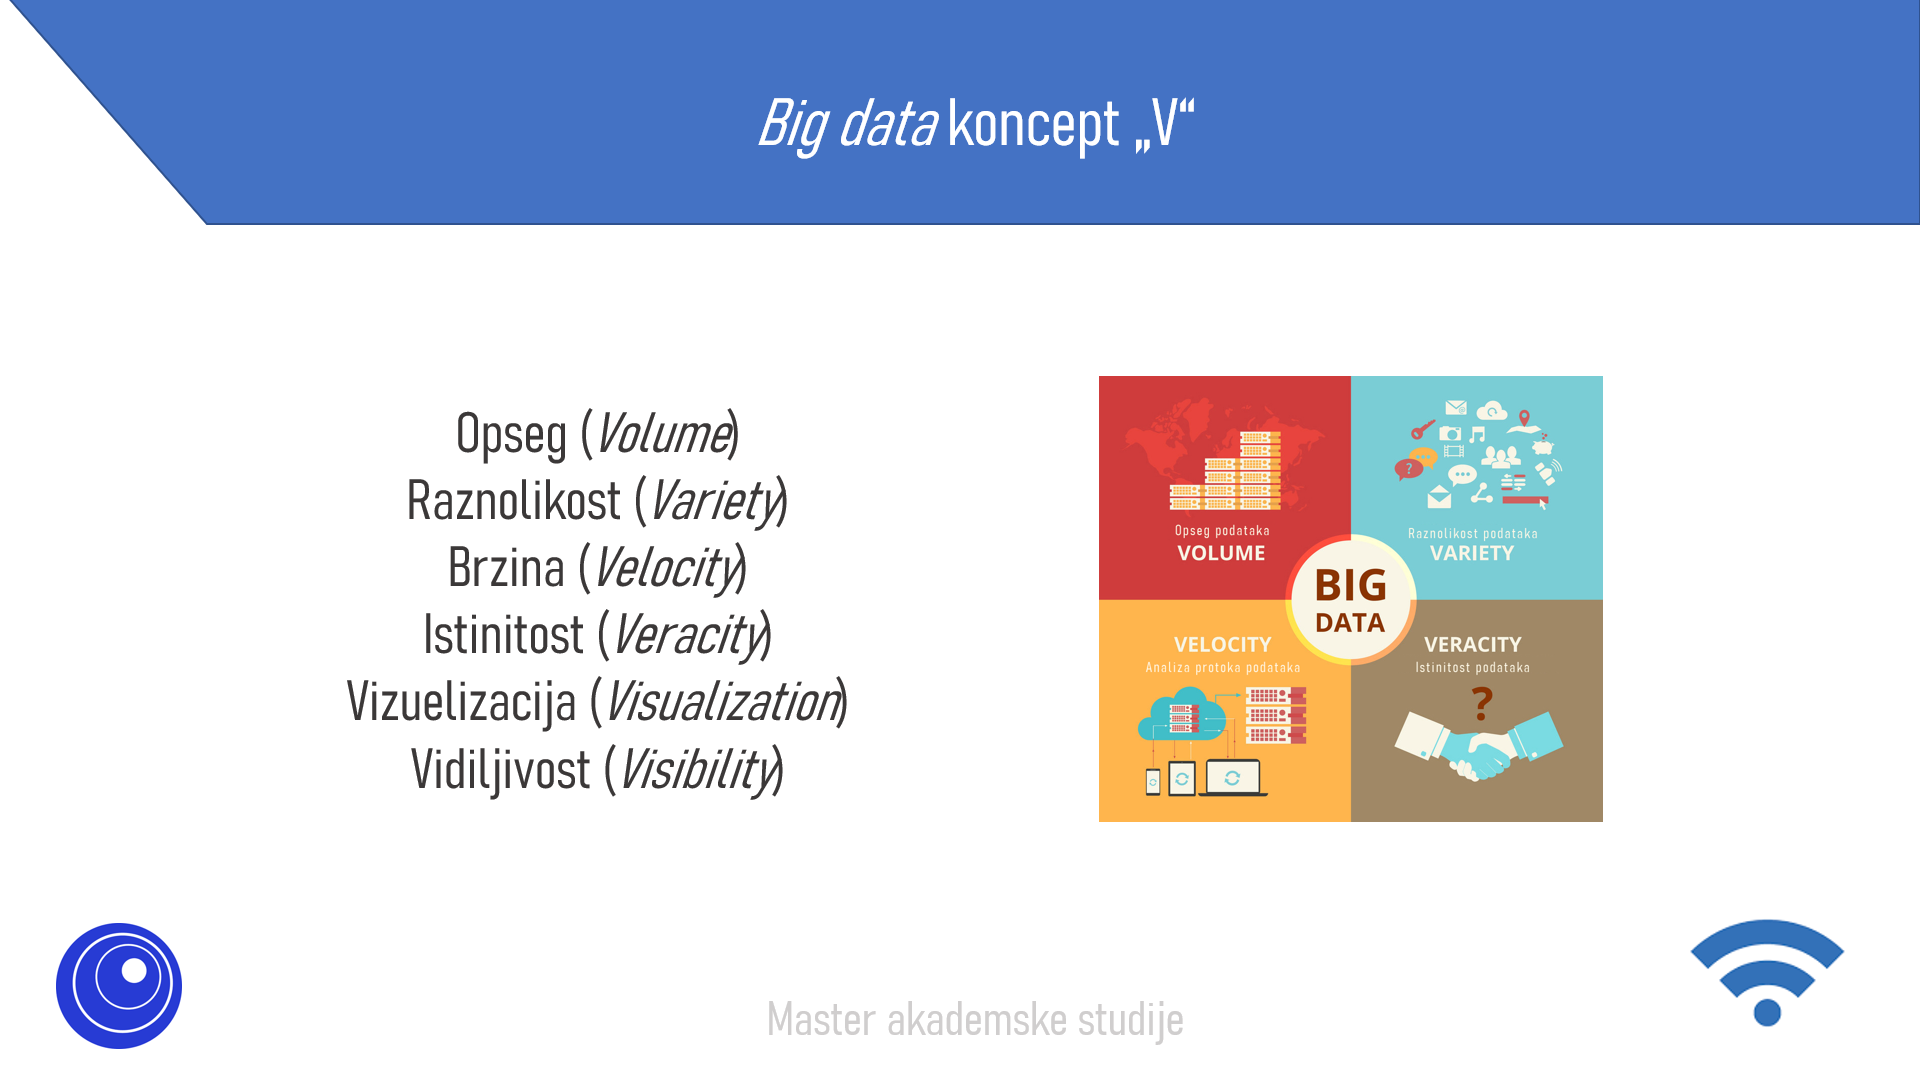 Big data koncept „V“
Opseg (Volume)
Raznolikost (Variety)
Brzina (Velocity)
Istinitost (Veracity)
Vizuelizacija (Visualization)
Vidiljivost (Visibility)
Opseg podataka
VOLUME
Raznolikost podataka
VARIETY
BIG
DATA
VELOCITY
Analiza protoka podataka
VERACITY
Istinitost podataka
?
Master akademske studije